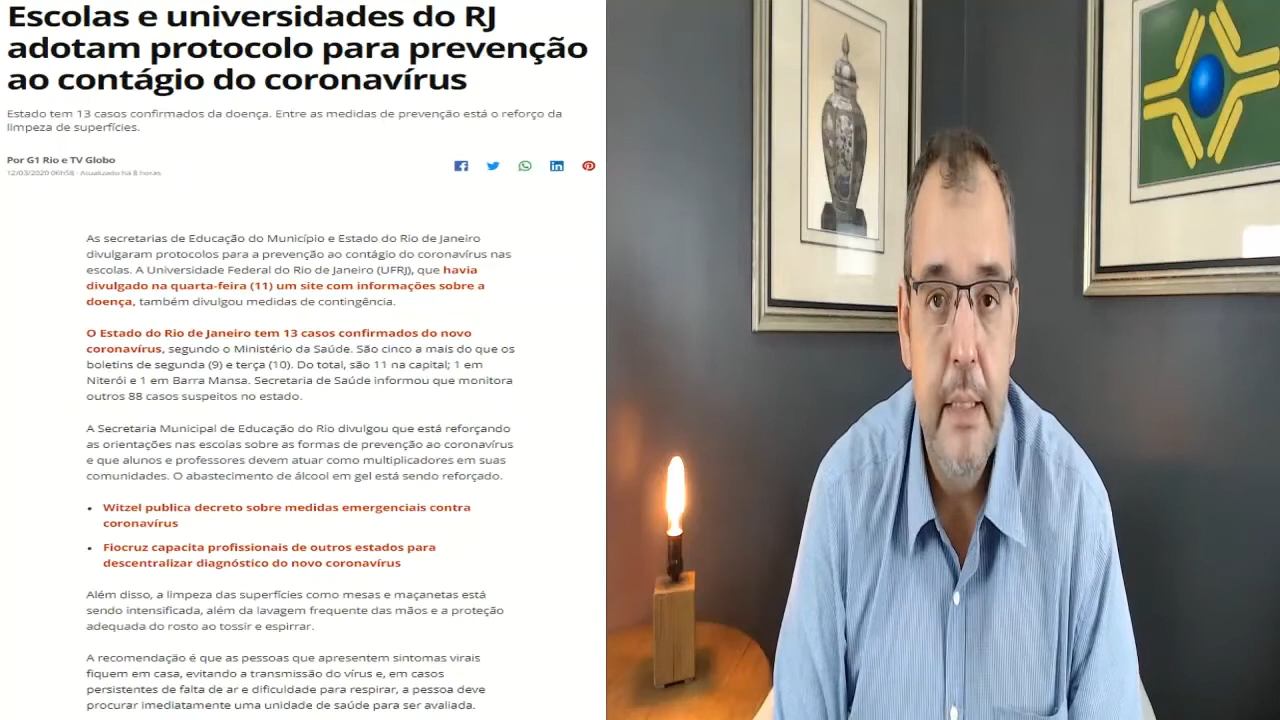 Escolas e universidades do RJ
adotam protocolo para prevenção
ao contágio do coronavírus
Estado tem 13 casos confirmados da doença. Entre as medidas de prevenção está o reforço da
limpeza de superfícies.
Por G1 Rio e TV Globo
12/03/2020 06h58 · Atualizado há 8 horas
As secretarias de Educação do Município e Estado do Rio de Janeiro
divulgaram protocolos para a prevenção ao contágio do coronavírus nas
escolas. A Universidade Federal do Rio de Janeiro (UFRJ), que havia
divulgado na quarta-feira (11) um site com informações sobre a
doença, também divulgou medidas de contingência.
O Estado do Rio de Janeiro tem 13 casos confirmados do novo
coronavírus, segundo o Ministério da Saúde. São cinco a mais do que os
boletins de segunda (9) e terça (10). Do total, são 11 na capital; 1 em
Niterói e 1 em Barra Mansa. Secretaria de Saúde informou que monitora
outros 88 casos suspeitos no estado.
A Secretaria Municipal de Educação do Rio divulgou que está reforçando
as orientações nas escolas sobre as formas de prevenção ao coronavírus
e que alunos e professores devem atuar como multiplicadores em suas
comunidades. O abastecimento de álcool em gel está sendo reforçado.
• Witzel publica decreto sobre medidas emergenciais contra
coronavírus
• Fiocruz capacita profissionais de outros estados para
descentralizar diagnóstico do novo coronavírus
Além disso, a limpeza das superfícies como mesas e maçanetas está
sendo intensificada, além da lavagem frequente das mãos e a proteção
adequada do rosto ao tossir e espirrar.
A recomendação é que as pessoas que apresentem sintomas virais
fiquem em casa, evitando a transmissão do vírus e, em casos
persistentes de falta de ar e dificuldade para respirar, a pessoa deve
procurar imediatamente uma unidade de saúde para ser avaliada.